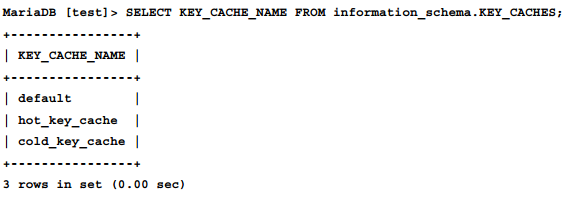 MariaDB [test]> SELECT KEY_CACHE_NAME FROM information_schema.KEY_CACHES;
+----------------+
| KEY_CACHE_NAME |
+----------------+
| default        |
| hot_key_cache  |
| cold_key_cache |
+----------------+
3 rows in set (0.00 sec)